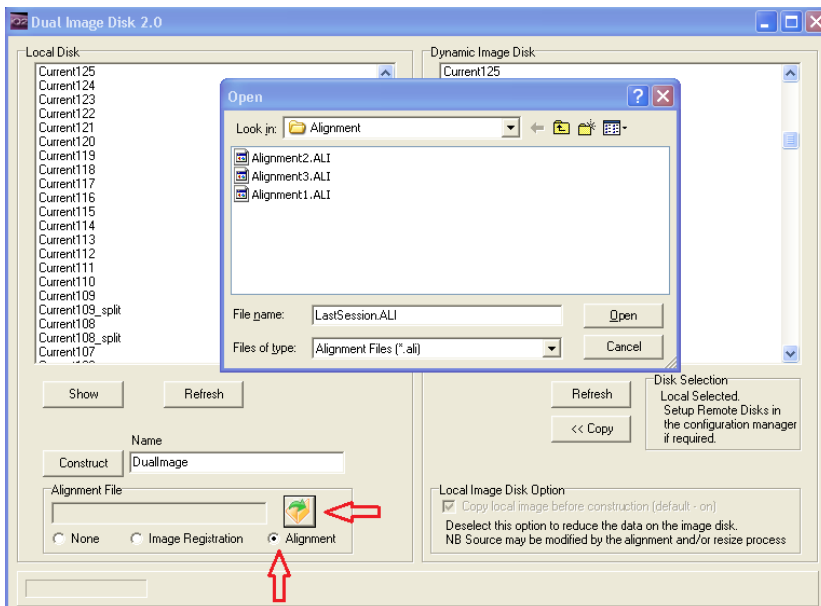 Dual Image Disk 2.0
Local Disk
Current125
Current124
Current123
Current122
Current121
Current120
Current119
Current118
Current117
Current116
Current115
Current114
Current113
Current112
Current111
Current110
Current109
Current109_split
Current108
Current108_split
Current107
Dynamic Image Disk
Current125
Open
Look in: Alignment
Alignment2.ALI
Alignment3.ALI
Alignment1.ALI
File name: LastSession.ALI Open
Files of type: Alignment Files (*.ali) Cancel
Show Refresh
Name
Construct DualImage
Alignment File
None Image Registration Alignment
Refresh
<< Copy
Disk Selection
Local Selected.
Setup Remote Disks in
the configuration manager
if required.
Local Image Disk Option
Copy local image before construction (default - on)
Deselect this option to reduce the data on the image disk.
NB Source may be modified by the alignment and/or resize process